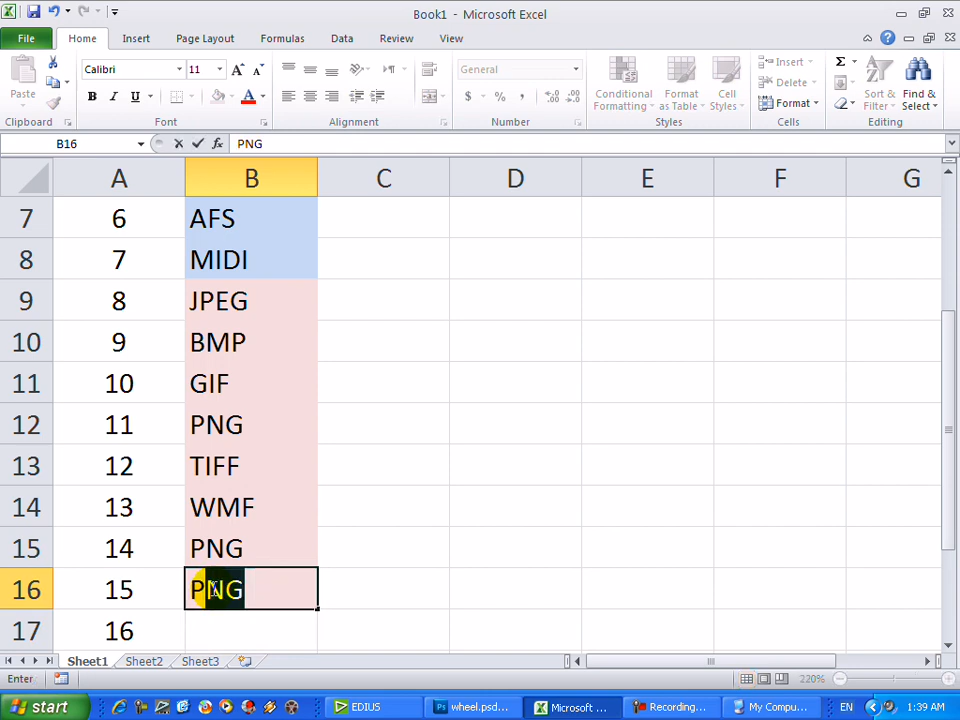 Book1 - Microsoft Excel
File Home Insert Page Layout Formulas Data Review View
Paste
Calibri 11
B I U A
General
$ % ,
Conditional Formatting
Format as Table
Cell Styles
Insert
Delete
Format
Σ
Sort & Filter
Find & Select
Clipboard Font Alignment Number Styles Cells Editing
B16 fx PNG
A B C D E F G
7 6 AFS
8 7 MIDI
9 8 JPEG
10 9 BMP
11 10 GIF
12 11 PNG
13 12 TIFF
14 13 WMF
15 14 PNG
16 15 PNG
17 16
Sheet1 Sheet2 Sheet3
Enter 220%
start EDIUS wheel.psd... Microsoft ... Recording... My Compu... EN 1:39 AM